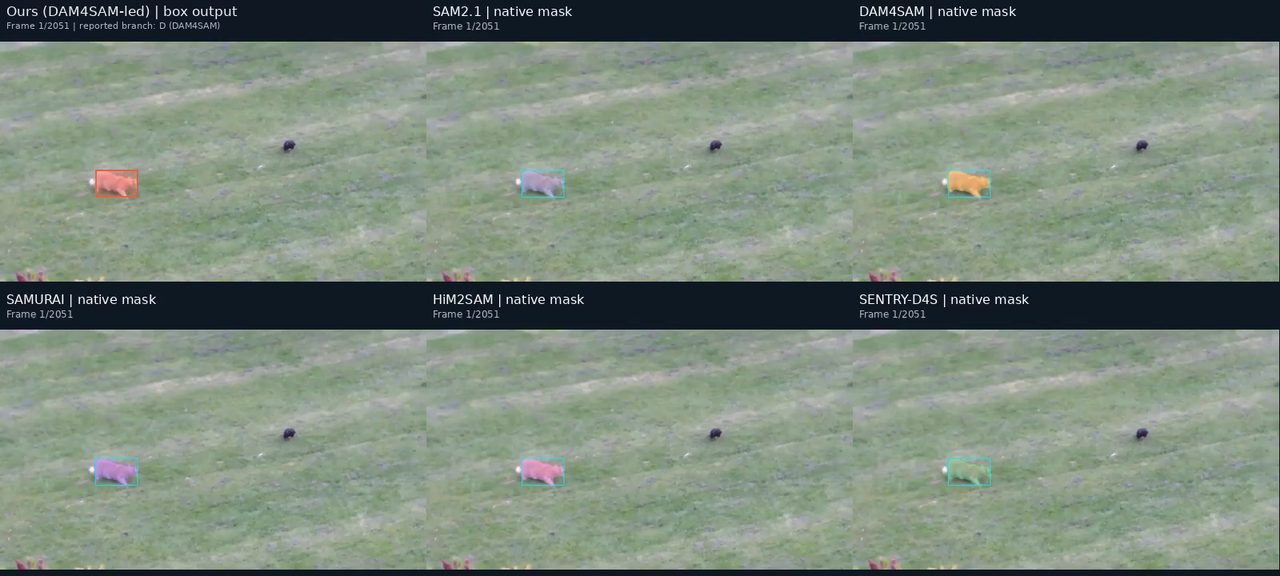 Ours (DAM4SAM-led) | box output
Frame 1/2051 | reported branch: D (DAM4SAM)
SAM2.1 | native mask
Frame 1/2051
DAM4SAM | native mask
Frame 1/2051
SAMURAI | native mask
Frame 1/2051
HiM2SAM | native mask
Frame 1/2051
SENTRY-D4S | native mask
Frame 1/2051